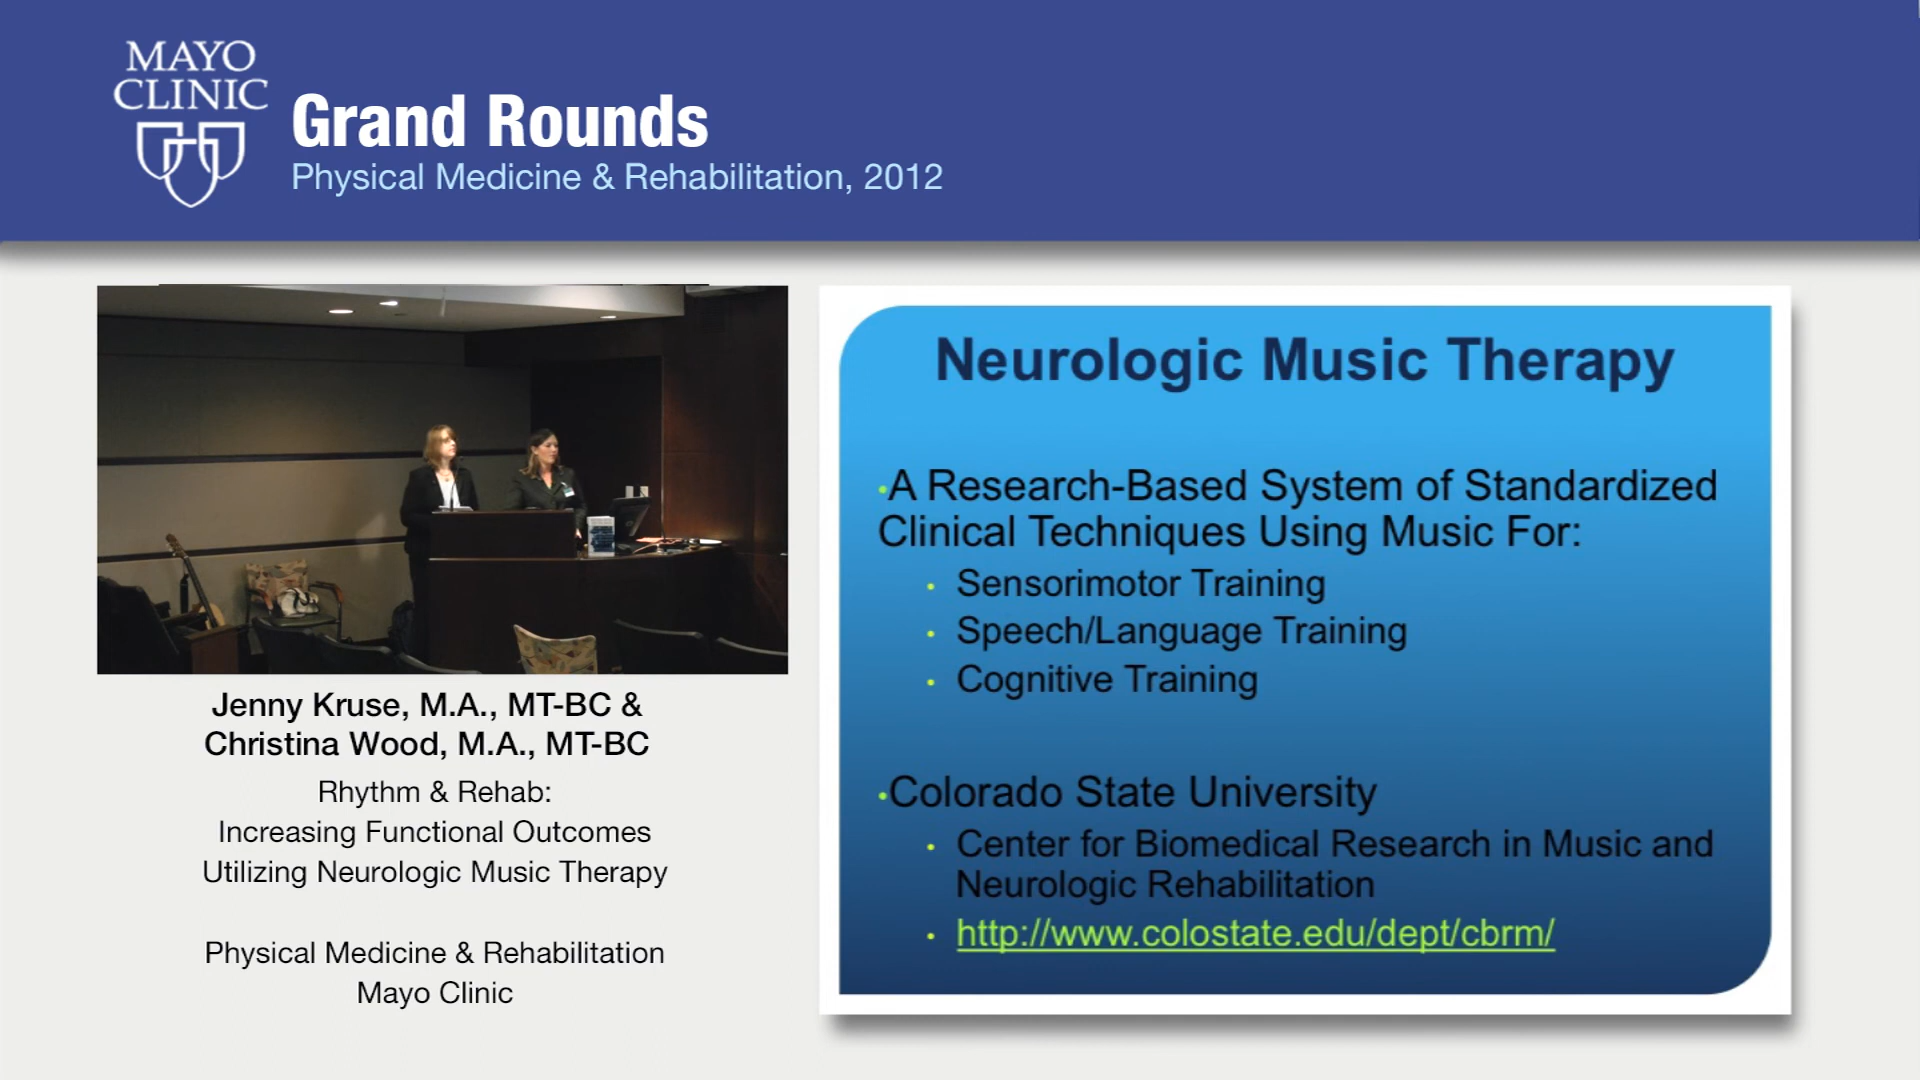 MAYO
CLINIC
Grand Rounds
Physical Medicine & Rehabilitation, 2012
Jenny Kruse, M.A., MT-BC &
Christina Wood, M.A., MT-BC
Rhythm & Rehab:
Increasing Functional Outcomes
Utilizing Neurologic Music Therapy
Physical Medicine & Rehabilitation
Mayo Clinic
Neurologic Music Therapy
•A Research-Based System of Standardized
Clinical Techniques Using Music For:
• Sensorimotor Training
• Speech/Language Training
• Cognitive Training
•Colorado State University
• Center for Biomedical Research in Music and
Neurologic Rehabilitation
• http://www.colostate.edu/dept/cbrm/